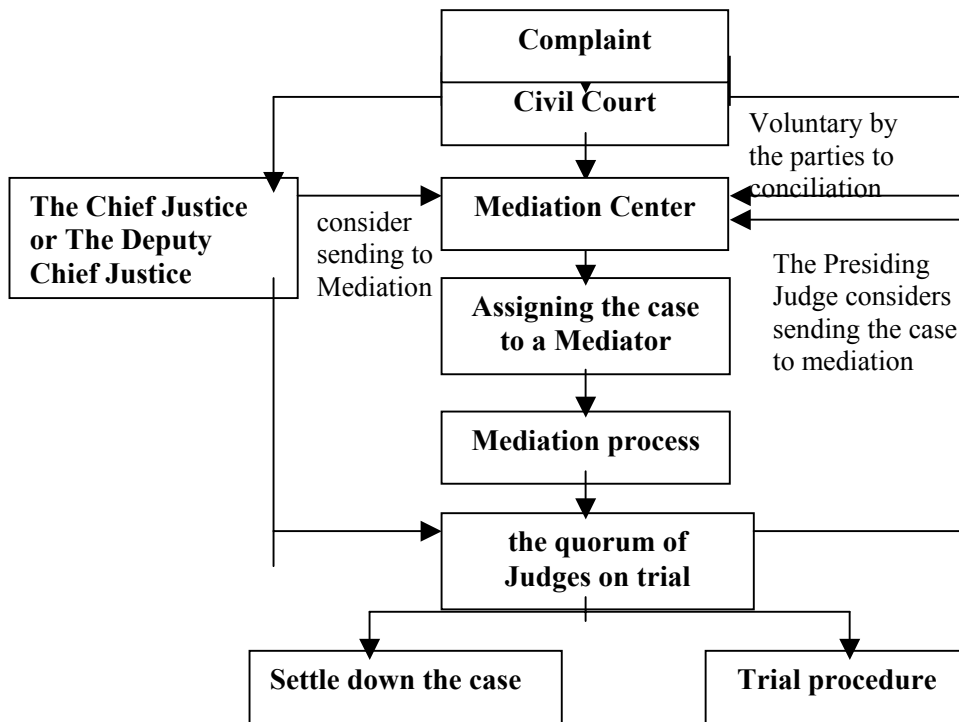 Complaint
Civil Court
Voluntary by
the parties to
conciliation
The Chief Justice
or The Deputy
Chief Justice
consider
sending to
Mediation
Mediation Center
The Presiding
Judge considers
sending the case
to mediation
Assigning the case
to a Mediator
Mediation process
the quorum of
Judges on trial
Settle down the case
Trial procedure